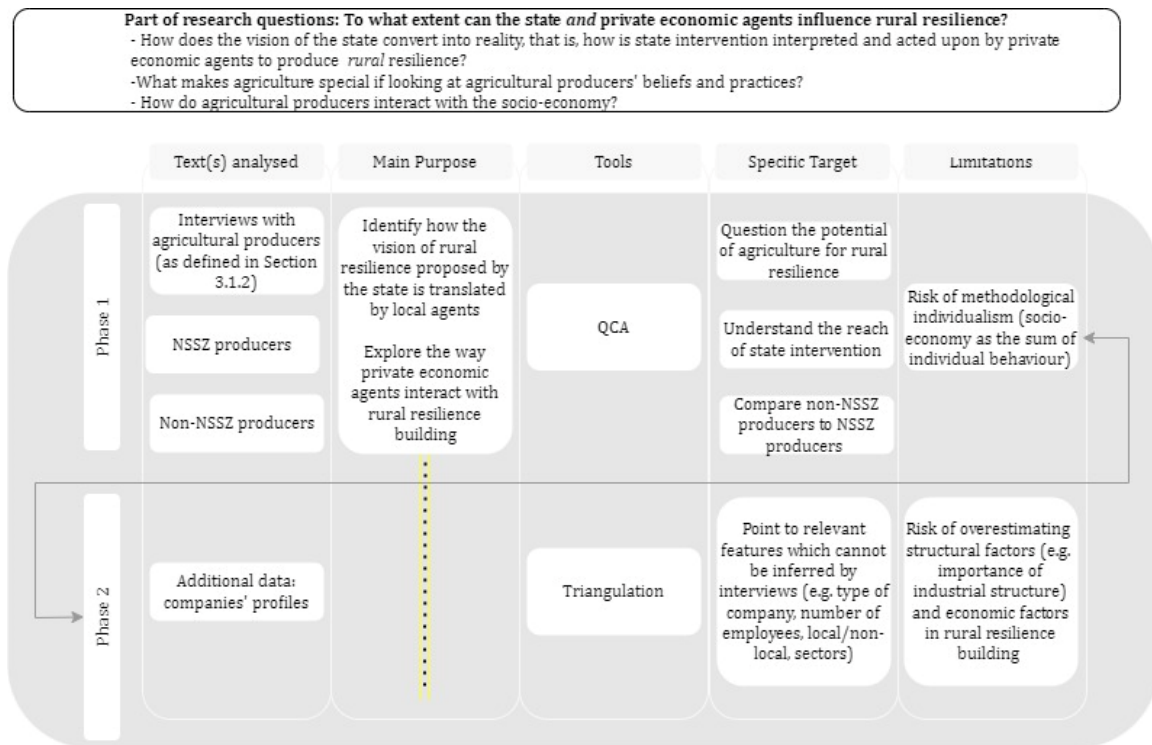 Part of research questions: To what extent can the state and private economic agents influence rural resilience?
- How does the vision of the state convert into reality, that is, how is state intervention interpreted and acted upon by private
economic agents to produce rural resilience?
-What makes agriculture special if looking at agricultural producers' beliefs and practices?
- How do agricultural producers interact with the socio-economy?
Text(s) analysed
Main Purpose
Tools
Specific Target
Limitations
Phase 1
Interviews with
agricultural producers
(as defined in Section
3.1.2)
NSSZ producers
Non-NSSZ producers
Identify how the
vision of rural
resilience proposed by
the state is translated
by local agents
Explore the way
private economic
agents interact with
rural resilience
building
QCA
Question the potential
of agriculture for rural
resilience
Understand the reach
of state intervention
Compare non-NSSZ
producers to NSSZ
producers
Risk of methodological
individualism (socio-
economy as the sum of
individual behaviour)
Phase 2
Additional data:
companies' profiles
Triangulation
Point to relevant
features which cannot
be inferred by
interviews (e.g. type of
company, number of
employees, local/non-
local, sectors)
Risk of overestimating
structural factors (e.g.
importance of
industrial structure)
and economic factors
in rural resilience
building